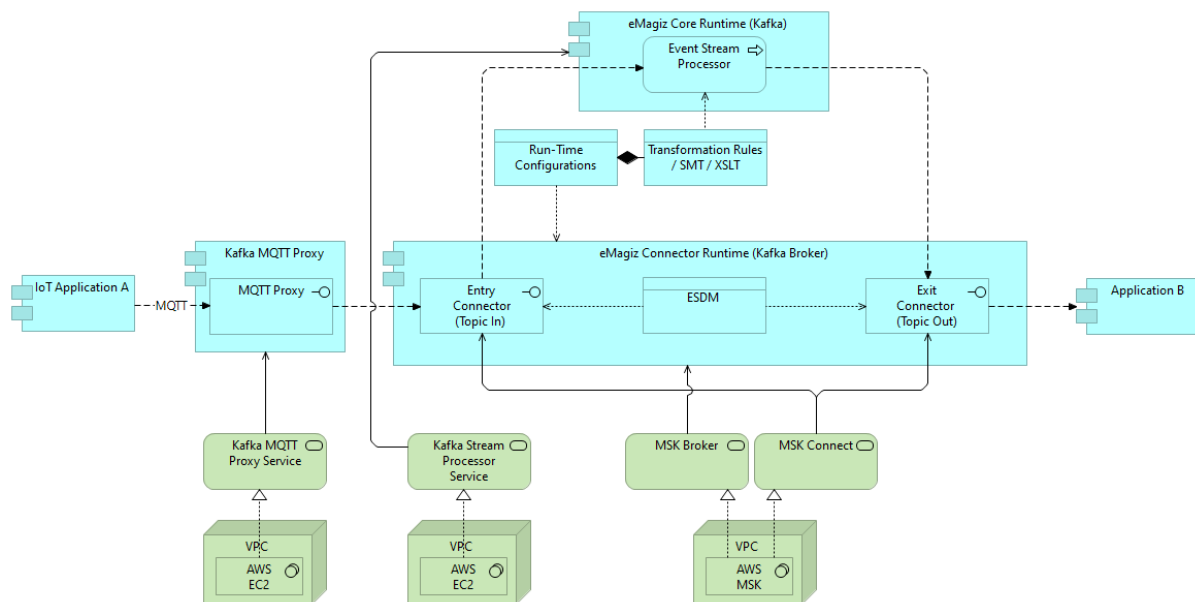 eMagiz Core Runtime (Kafka)
Event Stream
Processor
Run-Time
Configurations
Transformation Rules
/ SMT / XSLT
Kafka MQTT Proxy
eMagiz Connector Runtime (Kafka Broker)
IoT Application A
MQTT
MQTT Proxy
Entry
Connector
(Topic In)
ESDM
Exit
Connector
(Topic Out)
Application B
Kafka MQTT
Proxy Service
Kafka Stream
Processor
Service
MSK Broker
MSK Connect
VPC
AWS
EC2
VPC
AWS
EC2
VPC
AWS
MSK